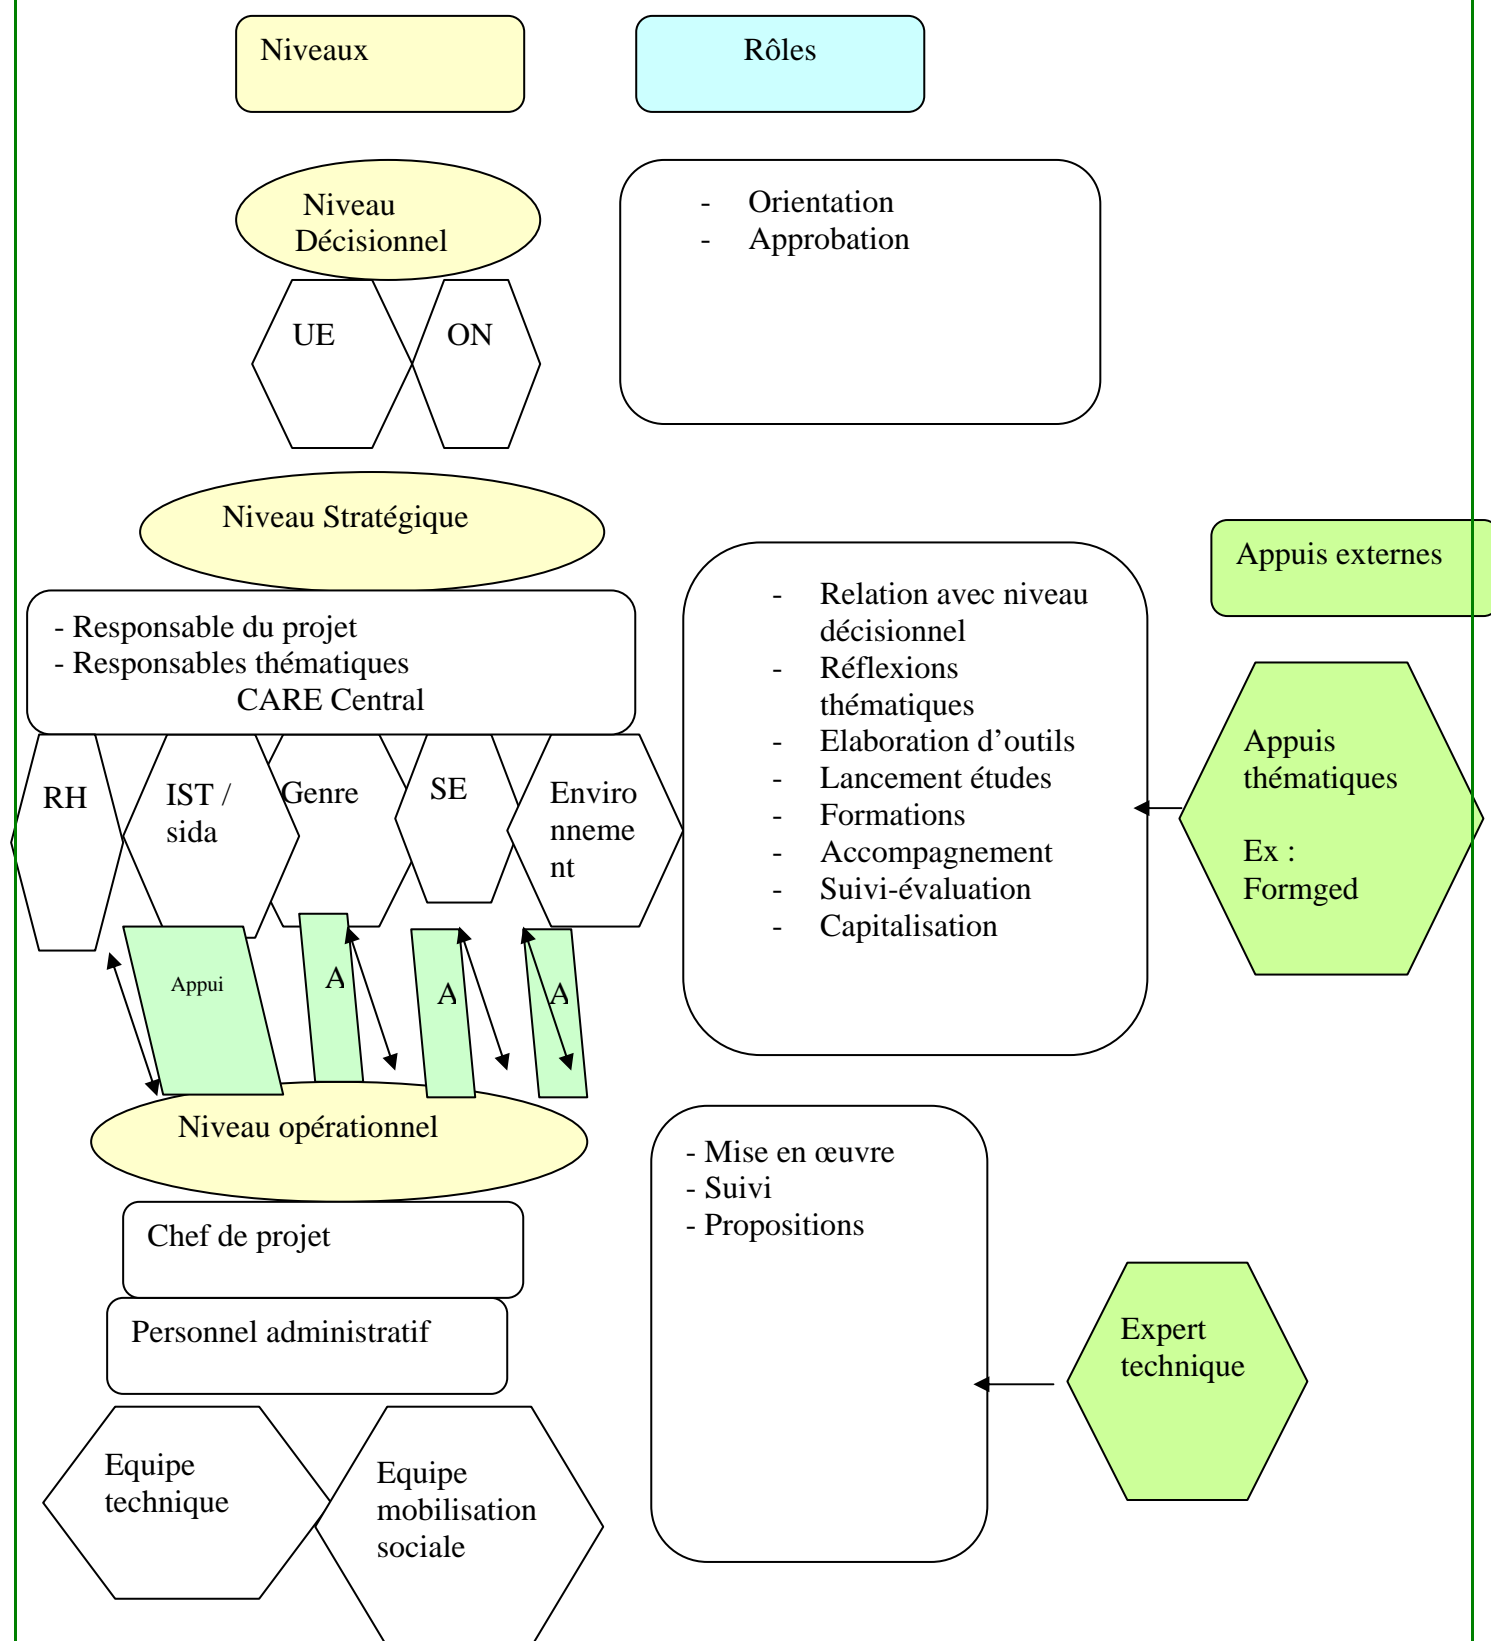 Niveaux
Rôles
Niveau
Décisionnel
- Orientation
- Approbation
UE
ON
Niveau Stratégique
Appuis externes
- Responsable du projet
- Responsables thématiques
CARE Central
- Relation avec niveau
décisionnel
- Réflexions
thématiques
- Elaboration d’outils
- Lancement études
- Formations
- Accompagnement
- Suivi-évaluation
- Capitalisation
Appuis
thématiques
Ex :
Formged
RH
IST /
sida
Genre
SE
Enviro
nneme
nt
Appui
A
A
A
Niveau opérationnel
- Mise en œuvre
- Suivi
- Propositions
Chef de projet
Personnel administratif
Expert
technique
Equipe
technique
Equipe
mobilisation
sociale